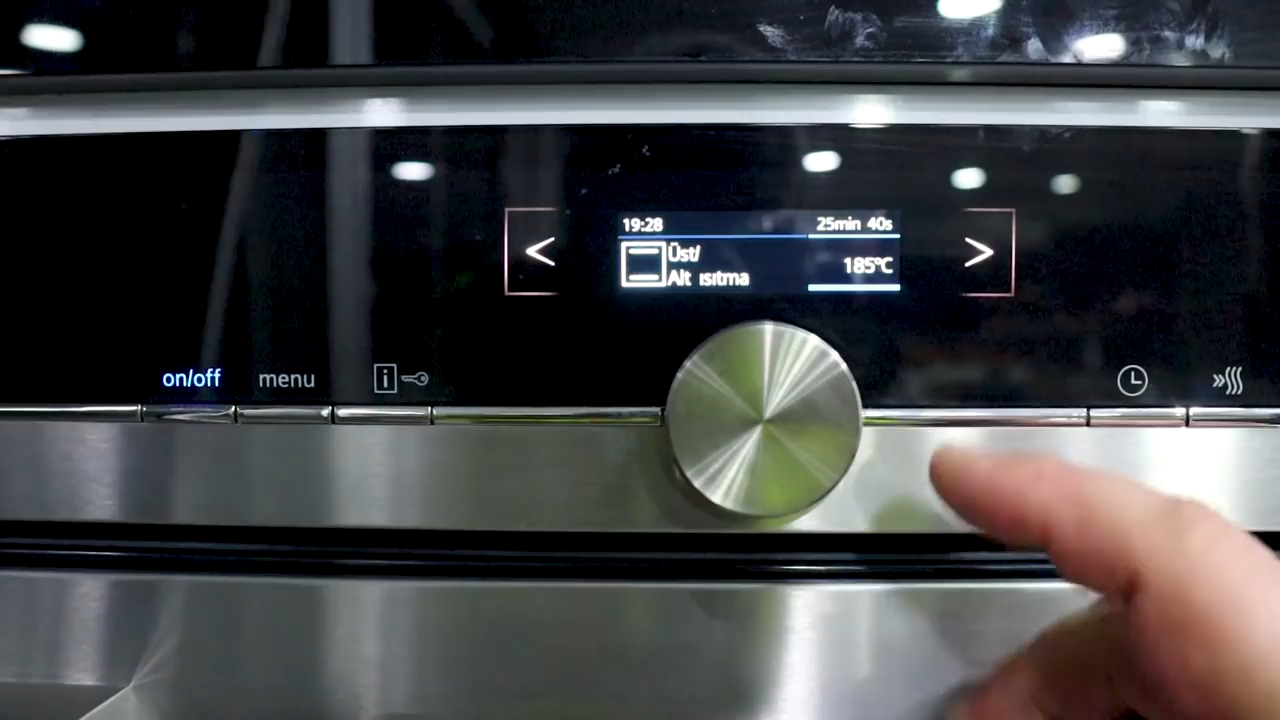 19:28 25min 40s
<
Üst/
Alt ısıtma
185°C
>
on/off menu i